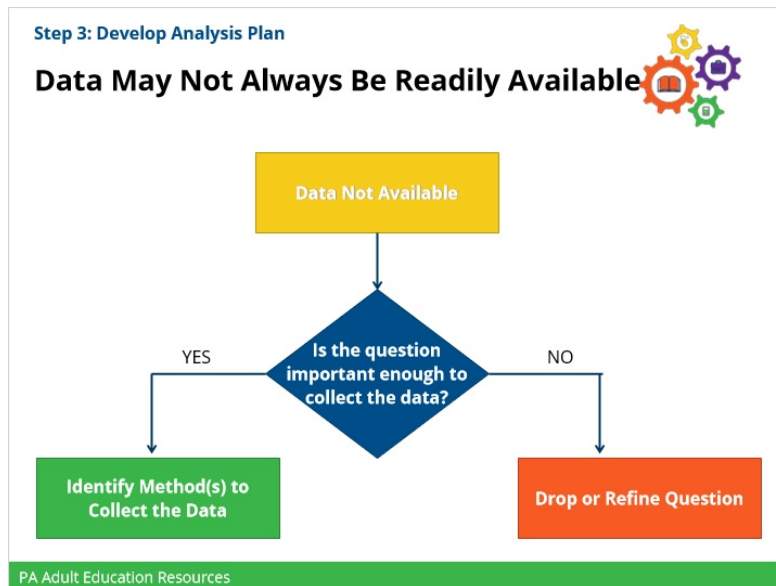 Step 3: Develop Analysis Plan
Data May Not Always Be Readily Available
Data Not Available
Is the question
important enough to
collect the data?
YES
NO
Identify Method(s) to
Collect the Data
Drop or Refine Question
PA Adult Education Resources